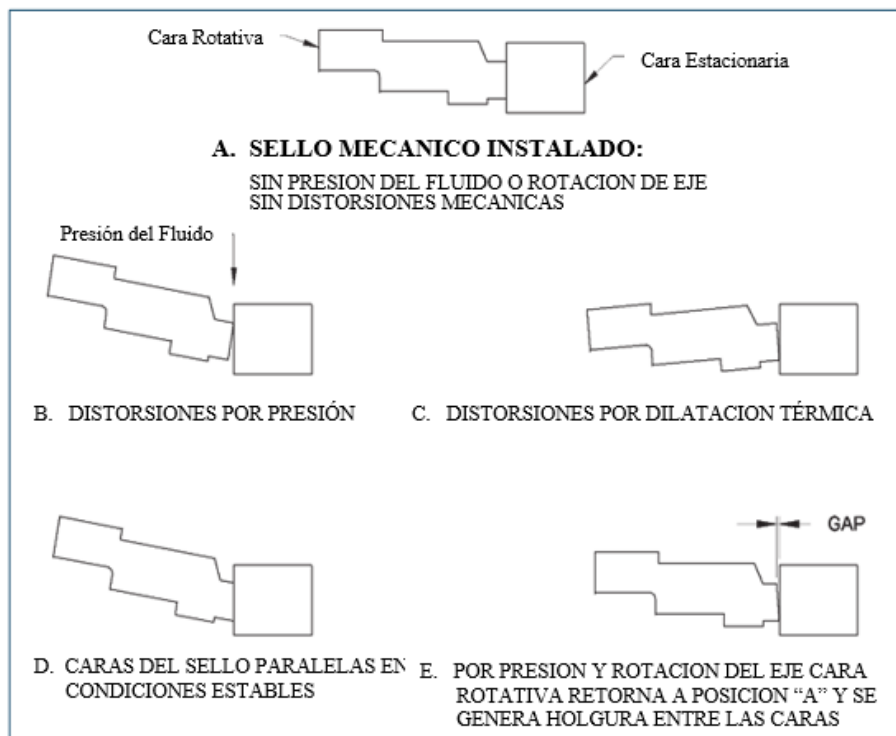 Cara Rotativa
Cara Estacionaria
A. SELLO MECANICO INSTALADO:
SIN PRESION DEL FLUIDO O ROTACION DE EJE
SIN DISTORSIONES MECANICAS
Presión del Fluido
B. DISTORSIONES POR PRESIÓN
C. DISTORSIONES POR DILATACION TÉRMICA
GAP
D. CARAS DEL SELLO PARALELAS EN
CONDICIONES ESTABLES
E. POR PRESION Y ROTACION DEL EJE CARA
ROTATIVA RETORNA A POSICION “A” Y SE
GENERA HOLGURA ENTRE LAS CARAS